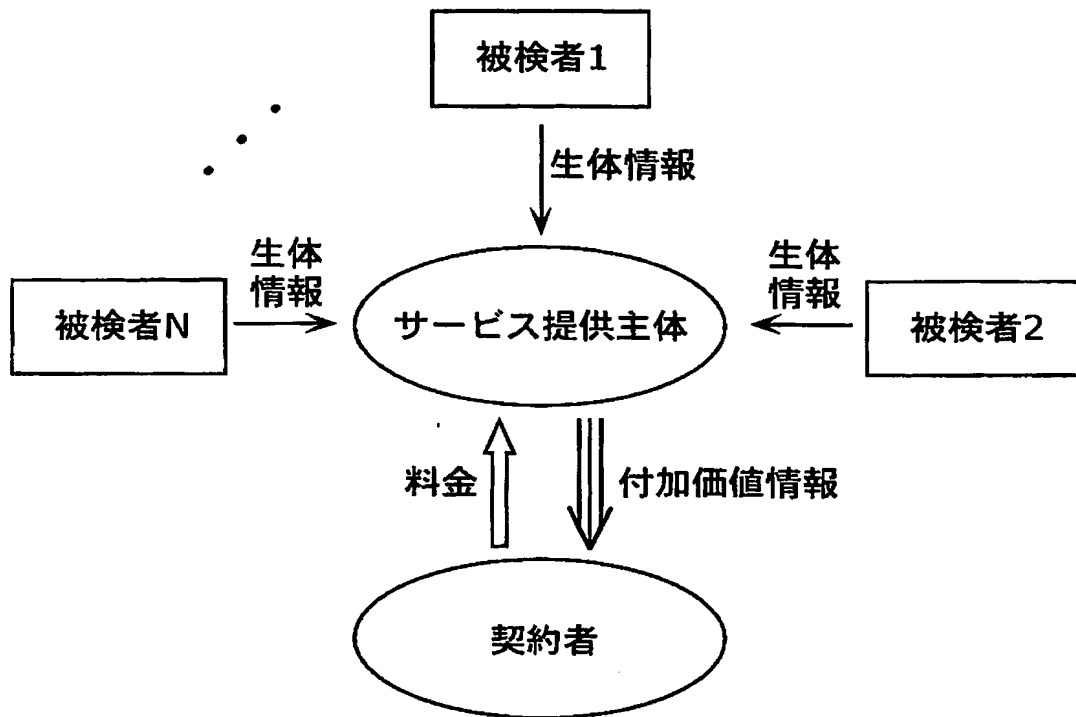 被検者1
生体情報
生体
情報
生体
情報
被検者N
サービス提供主体
被検者2
料金
付加価値情報
契約者